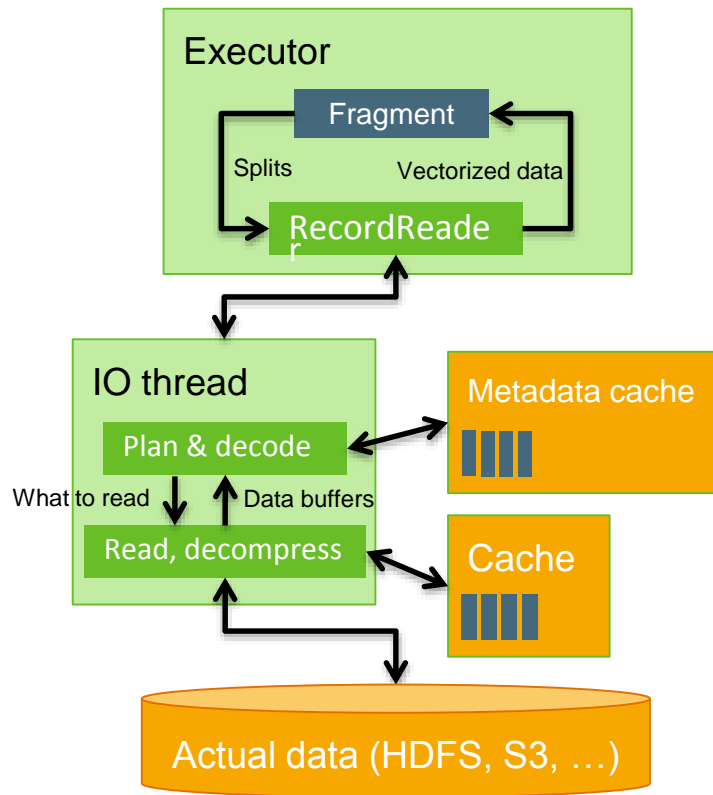 Executor
Fragment
Splits
Vectorized data
RecordReade
r
IO thread
Metadata cache
Plan & decode
What to read
Data buffers
Read, decompress
Cache
Actual data (HDFS, S3, …)